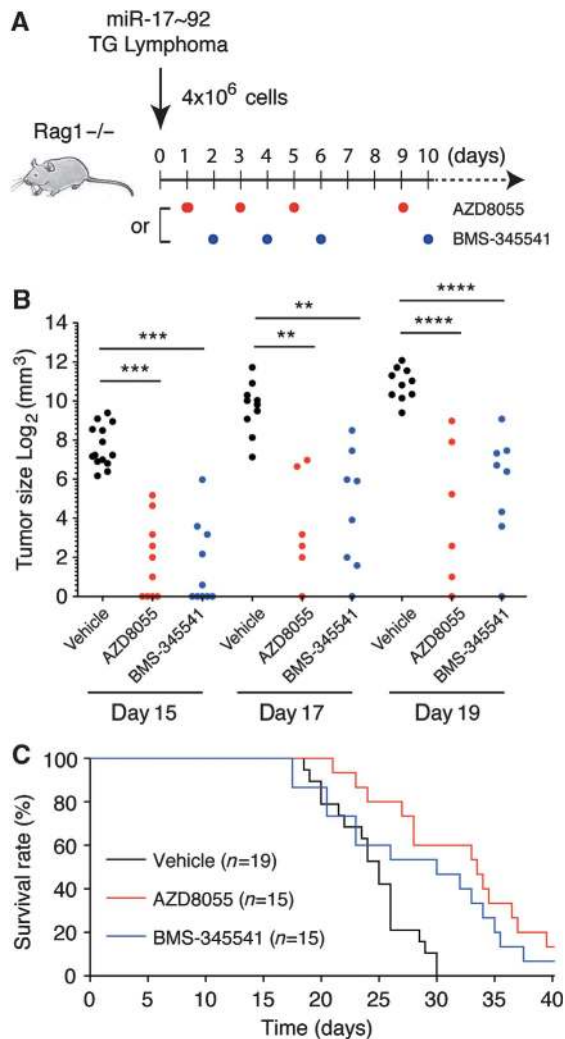 A
miR-17~92
TG Lymphoma
4x10⁶ cells
Rag1–/–
0 1 2 3 4 5 6 7 8 9 10 (days)
or
AZD8055
BMS-345541
B
Tumor size Log₂ (mm³)
14
12
10
8
6
4
2
0
*** *** ** ** **** ****
Vehicle AZD8055 BMS-345541 Vehicle AZD8055 BMS-345541 Vehicle AZD8055 BMS-345541
Day 15 Day 17 Day 19
C
Survival rate (%)
100
80
60
40
20
0
Vehicle (n=19)
AZD8055 (n=15)
BMS-345541 (n=15)
0 5 10 15 20 25 30 35 40
Time (days)